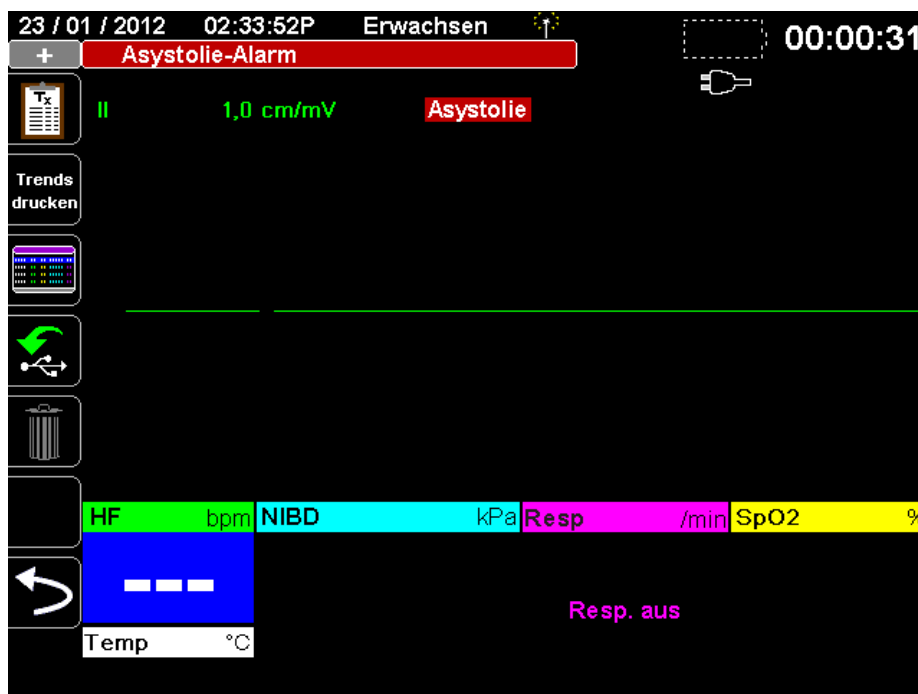 23 / 01 / 2012 02:33:52P Erwachsen 00:00:31
+ Asystolie-Alarm
Tx
II 1,0 cm/mV Asystolie
Trends
drucken
HF bpm NIBD kPa Resp /min SpO2 %
---
Resp. aus
Temp °C